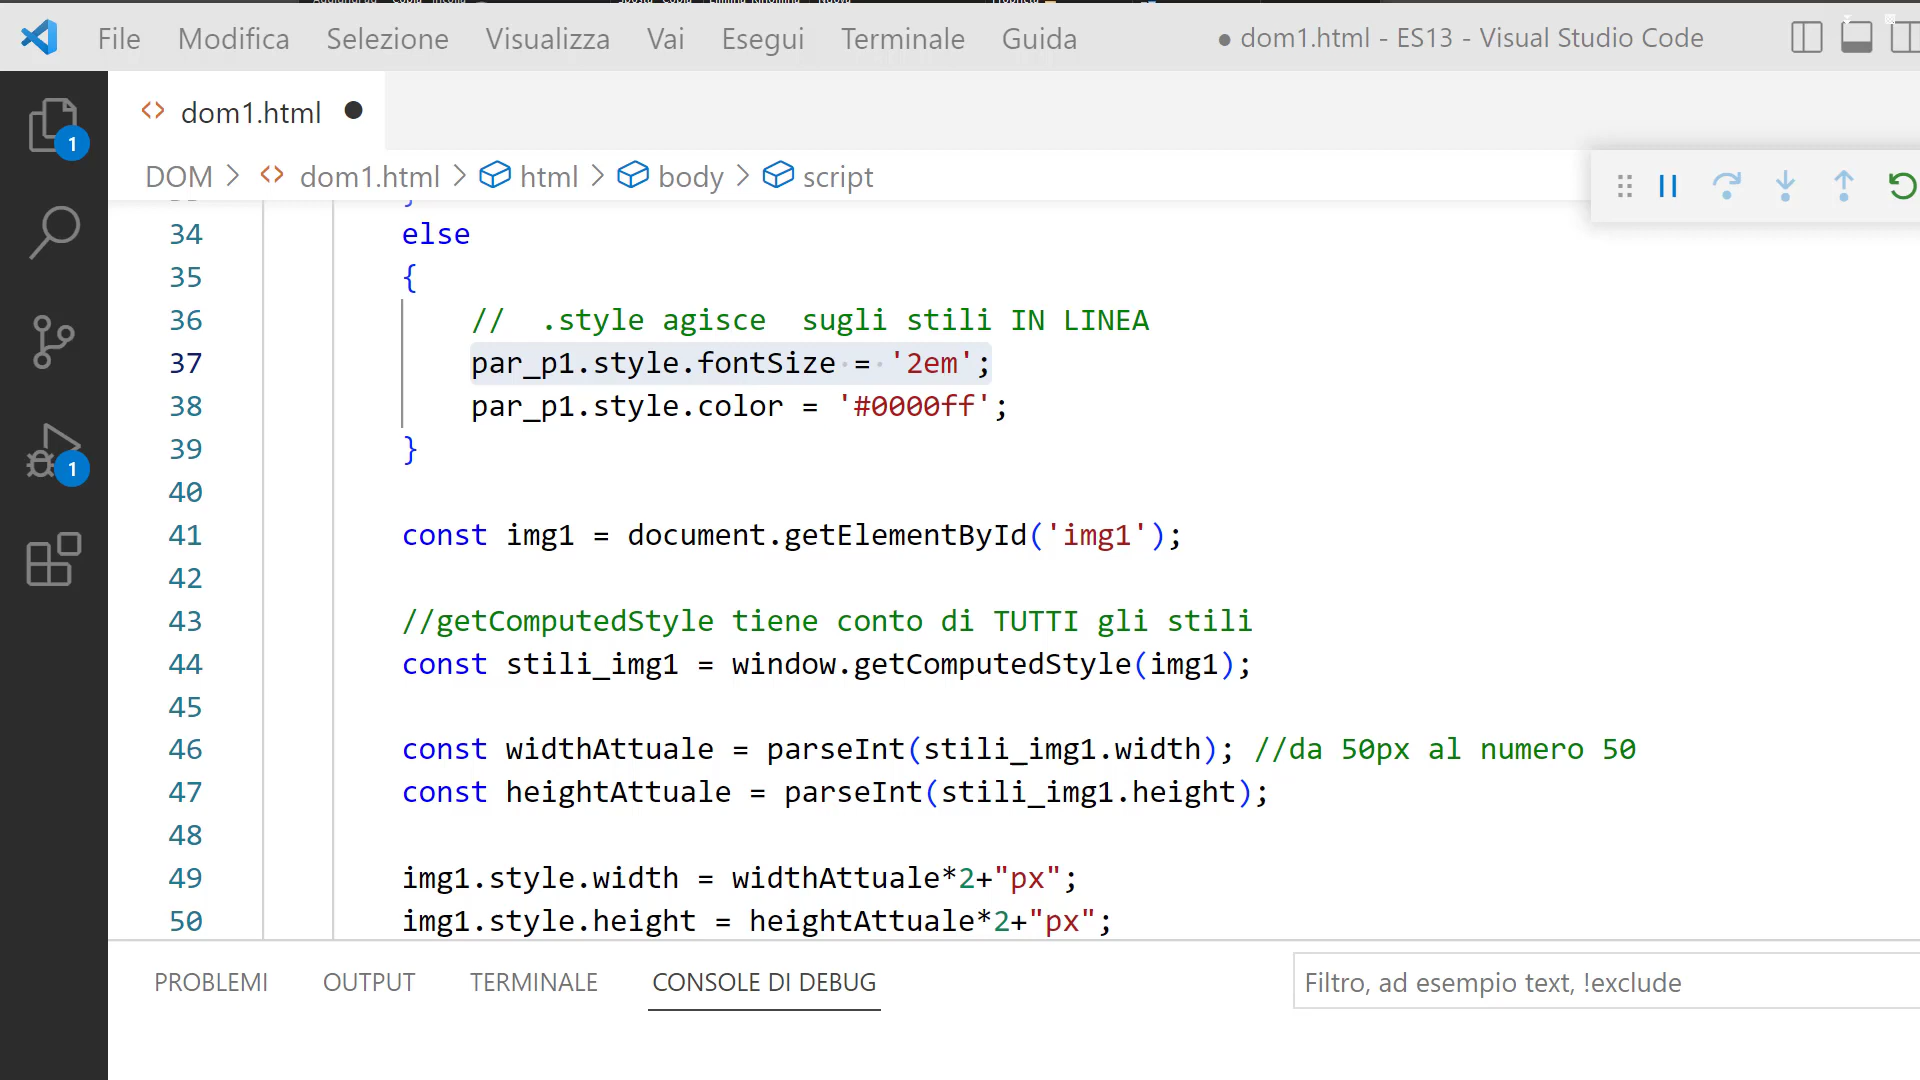 File Modifica Selezione Visualizza Vai Esegui Terminale Guida ● dom1.html - ES13 - Visual Studio Code
<> dom1.html ●
1
DOM > <> dom1.html > html > body > script
34 else
35 {
36 //  .style agisce  sugli stili IN LINEA
37 par_p1.style.fontSize = '2em';
38 par_p1.style.color = '#0000ff';
39 }
40
41 const img1 = document.getElementById('img1');
42
43 //getComputedStyle tiene conto di TUTTI gli stili
44 const stili_img1 = window.getComputedStyle(img1);
45
46 const widthAttuale = parseInt(stili_img1.width); //da 50px al numero 50
47 const heightAttuale = parseInt(stili_img1.height);
48
49 img1.style.width = widthAttuale*2+"px";
50 img1.style.height = heightAttuale*2+"px";
1
PROBLEMI OUTPUT TERMINALE CONSOLE DI DEBUG Filtro, ad esempio text, !exclude